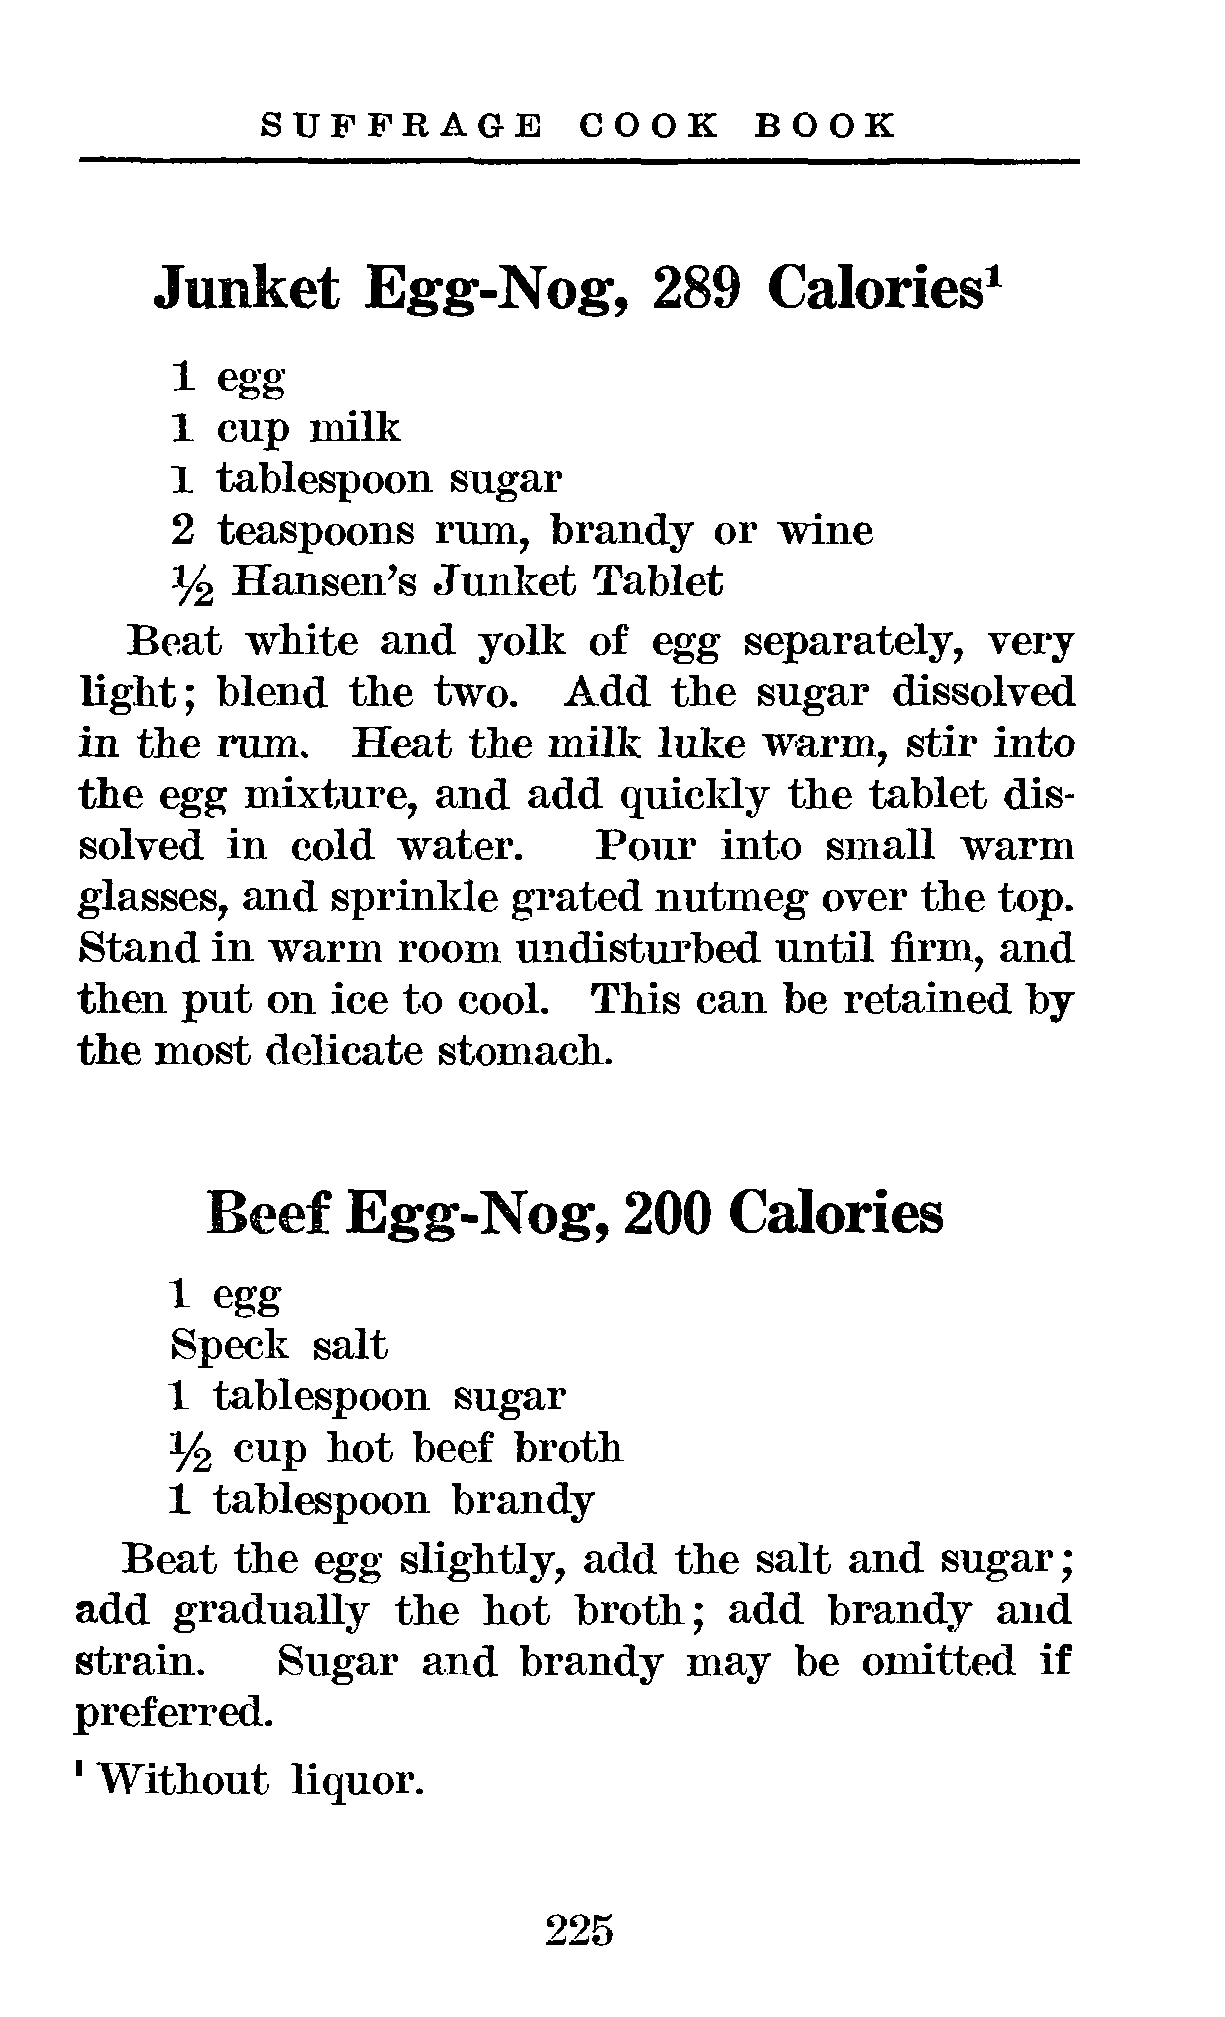 SUFFRAGE COOK BOOK
Junket Egg-Nog, 289 Calories¹
1 egg
1 cup milk
1 tablespoon sugar
2 teaspoons rum, brandy or wine
½ Hansen's Junket Tablet
Beat white and yolk of egg separately, very
light; blend the two. Add the sugar dissolved
in the rum. Heat the milk luke warm, stir into
the egg mixture, and add quickly the tablet dis-
solved in cold water. Pour into small warm
glasses, and sprinkle grated nutmeg over the top.
Stand in warm room undisturbed until firm, and
then put on ice to cool. This can be retained by
the most delicate stomach.
Beef Egg-Nog, 200 Calories
1 egg
Speck salt
1 tablespoon sugar
½ cup hot beef broth
1 tablespoon brandy
Beat the egg slightly, add the salt and sugar;
add gradually the hot broth; add brandy and
strain. Sugar and brandy may be omitted if
preferred.
¹ Without liquor.
225